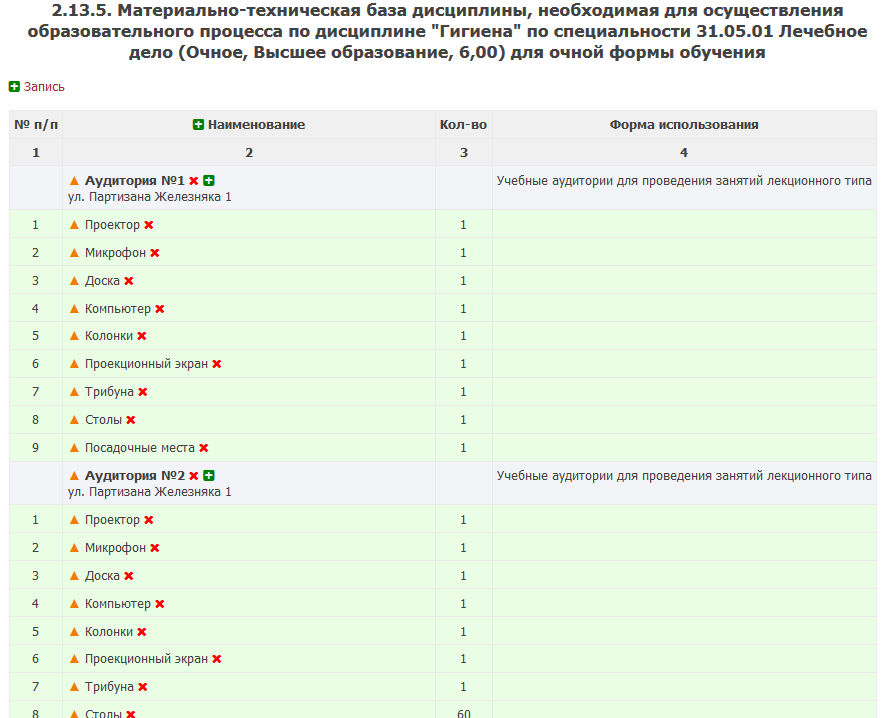 2.13.5. Материально-техническая база дисциплины, необходимая для осуществления
образовательного процесса по дисциплине "Гигиена" по специальности 31.05.01 Лечебное
дело (Очное, Высшее образование, 6,00) для очной формы обучения
Запись
№ п/п Наименование Кол-во Форма использования
1 2 3 4
Аудитория №1 Учебные аудитории для проведения занятий лекционного типа
ул. Партизана Железняка 1
1 Проектор 1
2 Микрофон 1
3 Доска 1
4 Компьютер 1
5 Колонки 1
6 Проекционный экран 1
7 Трибуна 1
8 Столы 1
9 Посадочные места 1
Аудитория №2 Учебные аудитории для проведения занятий лекционного типа
ул. Партизана Железняка 1
1 Проектор 1
2 Микрофон 1
3 Доска 1
4 Компьютер 1
5 Колонки 1
6 Проекционный экран 1
7 Трибуна 1
8 Столы 60